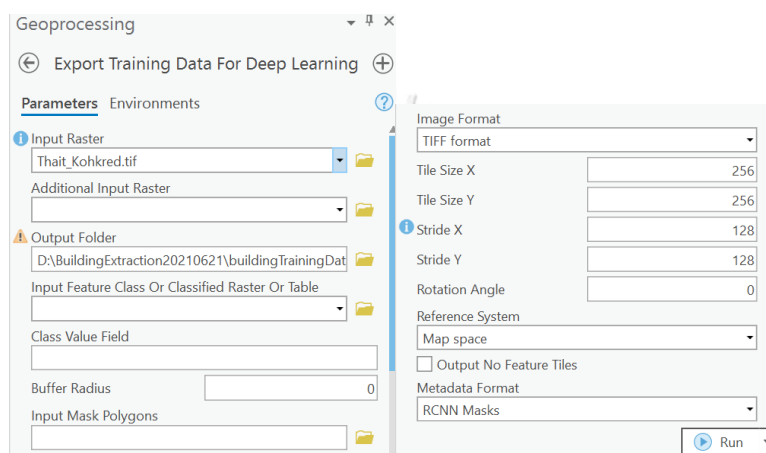 Geoprocessing
Export Training Data For Deep Learning
Parameters Environments
Input Raster
Thait_Kohkred.tif
Additional Input Raster
Output Folder
D:\BuildingExtraction20210621\buildingTrainingDat
Input Feature Class Or Classified Raster Or Table
Class Value Field
Buffer Radius 0
Input Mask Polygons
Image Format
TIFF format
Tile Size X 256
Tile Size Y 256
Stride X 128
Stride Y 128
Rotation Angle 0
Reference System
Map space
Output No Feature Tiles
Metadata Format
RCNN Masks
Run